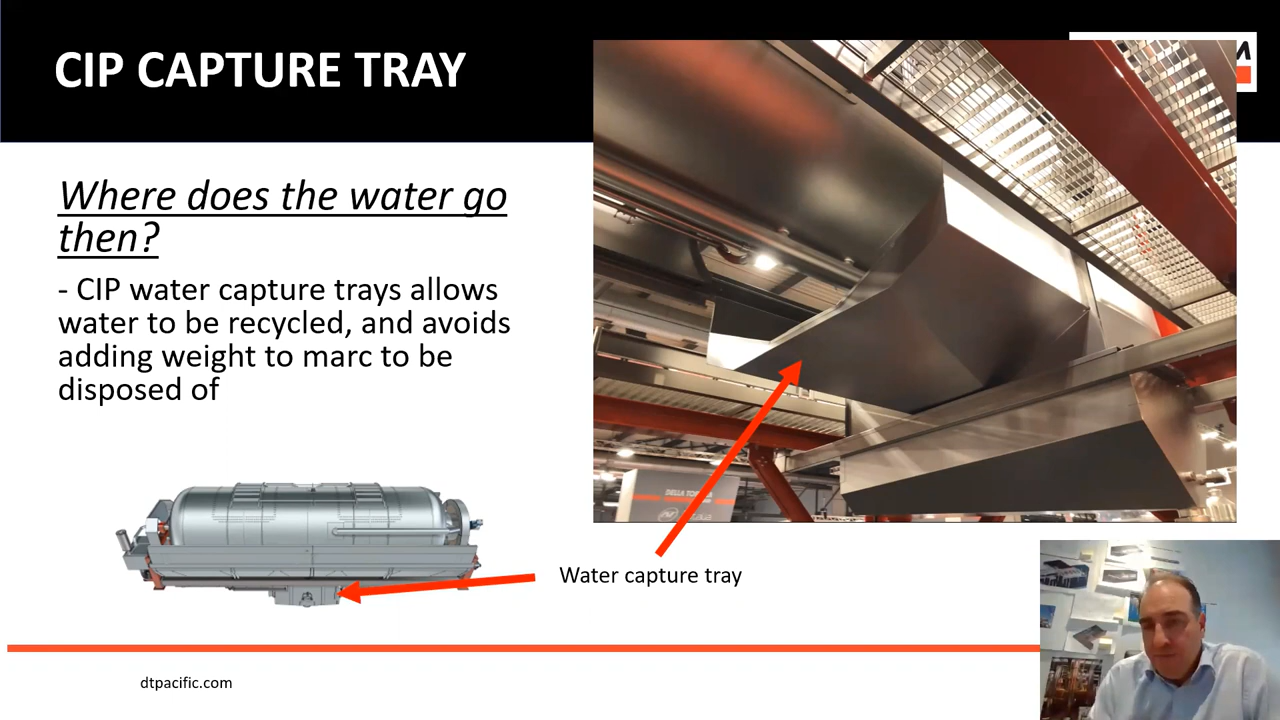 CIP CAPTURE TRAY
M
Where does the water go
then?
- CIP water capture trays allows
water to be recycled, and avoids
adding weight to marc to be
disposed of
Water capture tray
dtpacific.com